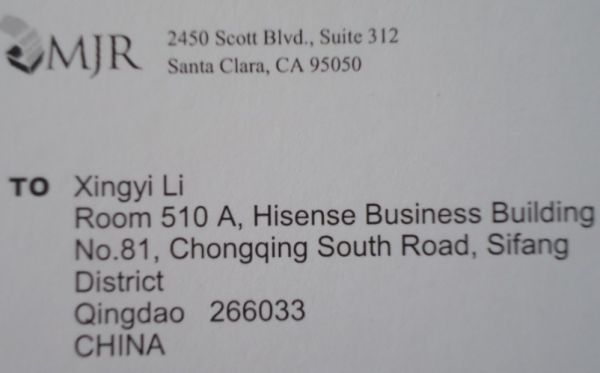 MJR
2450 Scott Blvd., Suite 312
Santa Clara, CA 95050
TO Xingyi Li
Room 510 A, Hisense Business Building
No.81, Chongqing South Road, Sifang
District
Qingdao 266033
CHINA